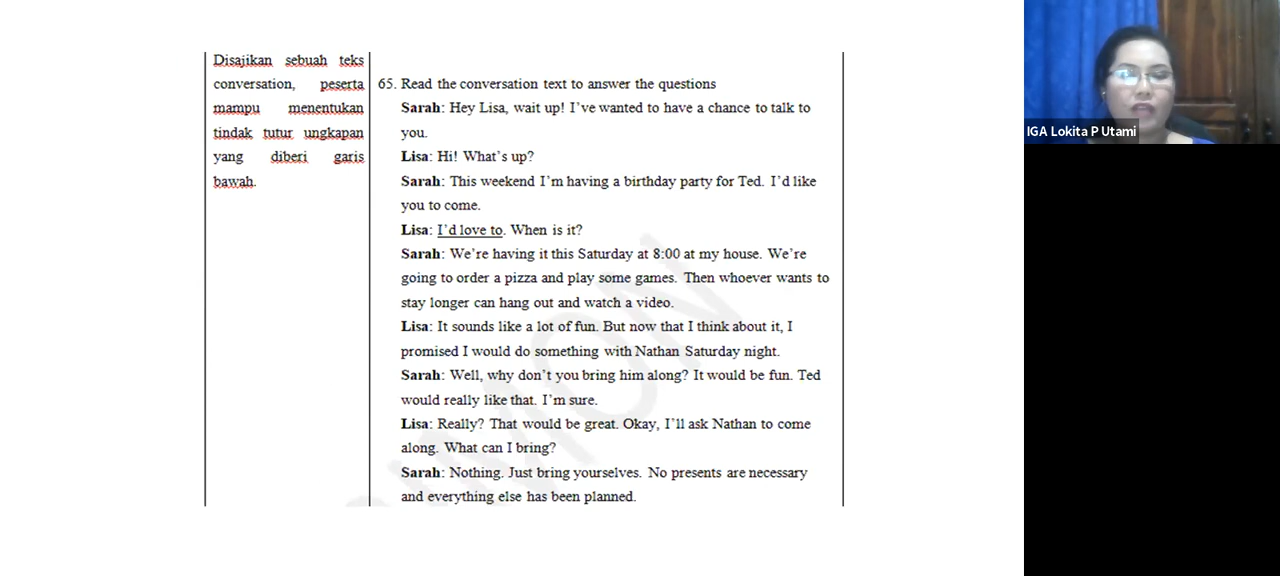 Disajikan sebuah teks
conversation, peserta
mampu menentukan
tindak tutur ungkapan
yang diberi garis
bawah.
65. Read the conversation text to answer the questions
Sarah: Hey Lisa, wait up! I've wanted to have a chance to talk to
you.
Lisa: Hi! What's up?
Sarah: This weekend I'm having a birthday party for Ted. I'd like
you to come.
Lisa: I'd love to. When is it?
Sarah: We're having it this Saturday at 8:00 at my house. We're
going to order a pizza and play some games. Then whoever wants to
stay longer can hang out and watch a video.
Lisa: It sounds like a lot of fun. But now that I think about it, I
promised I would do something with Nathan Saturday night.
Sarah: Well, why don't you bring him along? It would be fun. Ted
would really like that. I'm sure.
Lisa: Really? That would be great. Okay, I'll ask Nathan to come
along. What can I bring?
Sarah: Nothing. Just bring yourselves. No presents are necessary
and everything else has been planned.
IGA Lokita P Utami